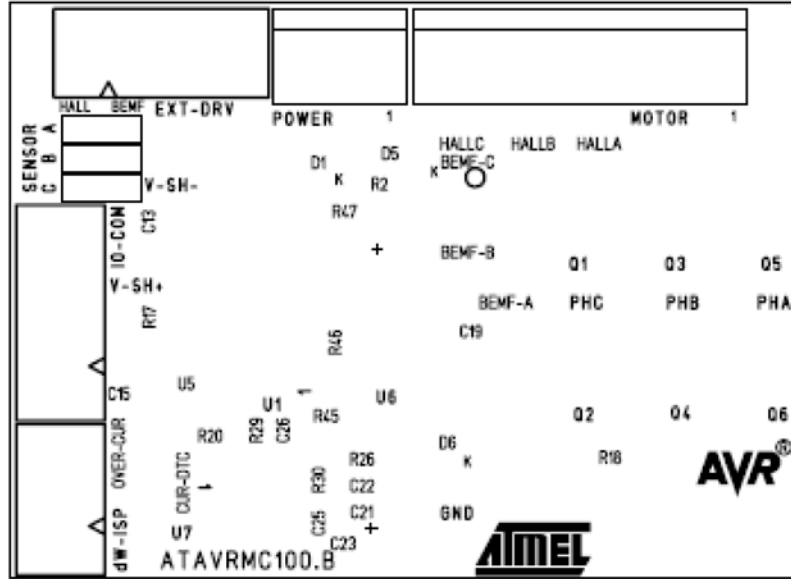 HALL BEMF EXT-DRV
POWER 1
MOTOR 1
SENSOR
A
B
C
V-SH-
HALLC HALLB HALLA
D1
D5
BEMF-C
K
K
R2
R47
C13
IO-COM
BEMF-B
Q1 Q3 Q5
V-SH+
BEMF-A PHC PHB PHA
R17
C19
R46
U5
C15
1
U1
U6
R45
Q2 Q4 Q6
OVER-CUR
R20
R29
C26
D6
K
R26
R18
AVR®
CUR-DTC
1
R30
C22
C21
GND
dW-ISP
U7
C25
C23
ATAVRMC100.B
ATMEL